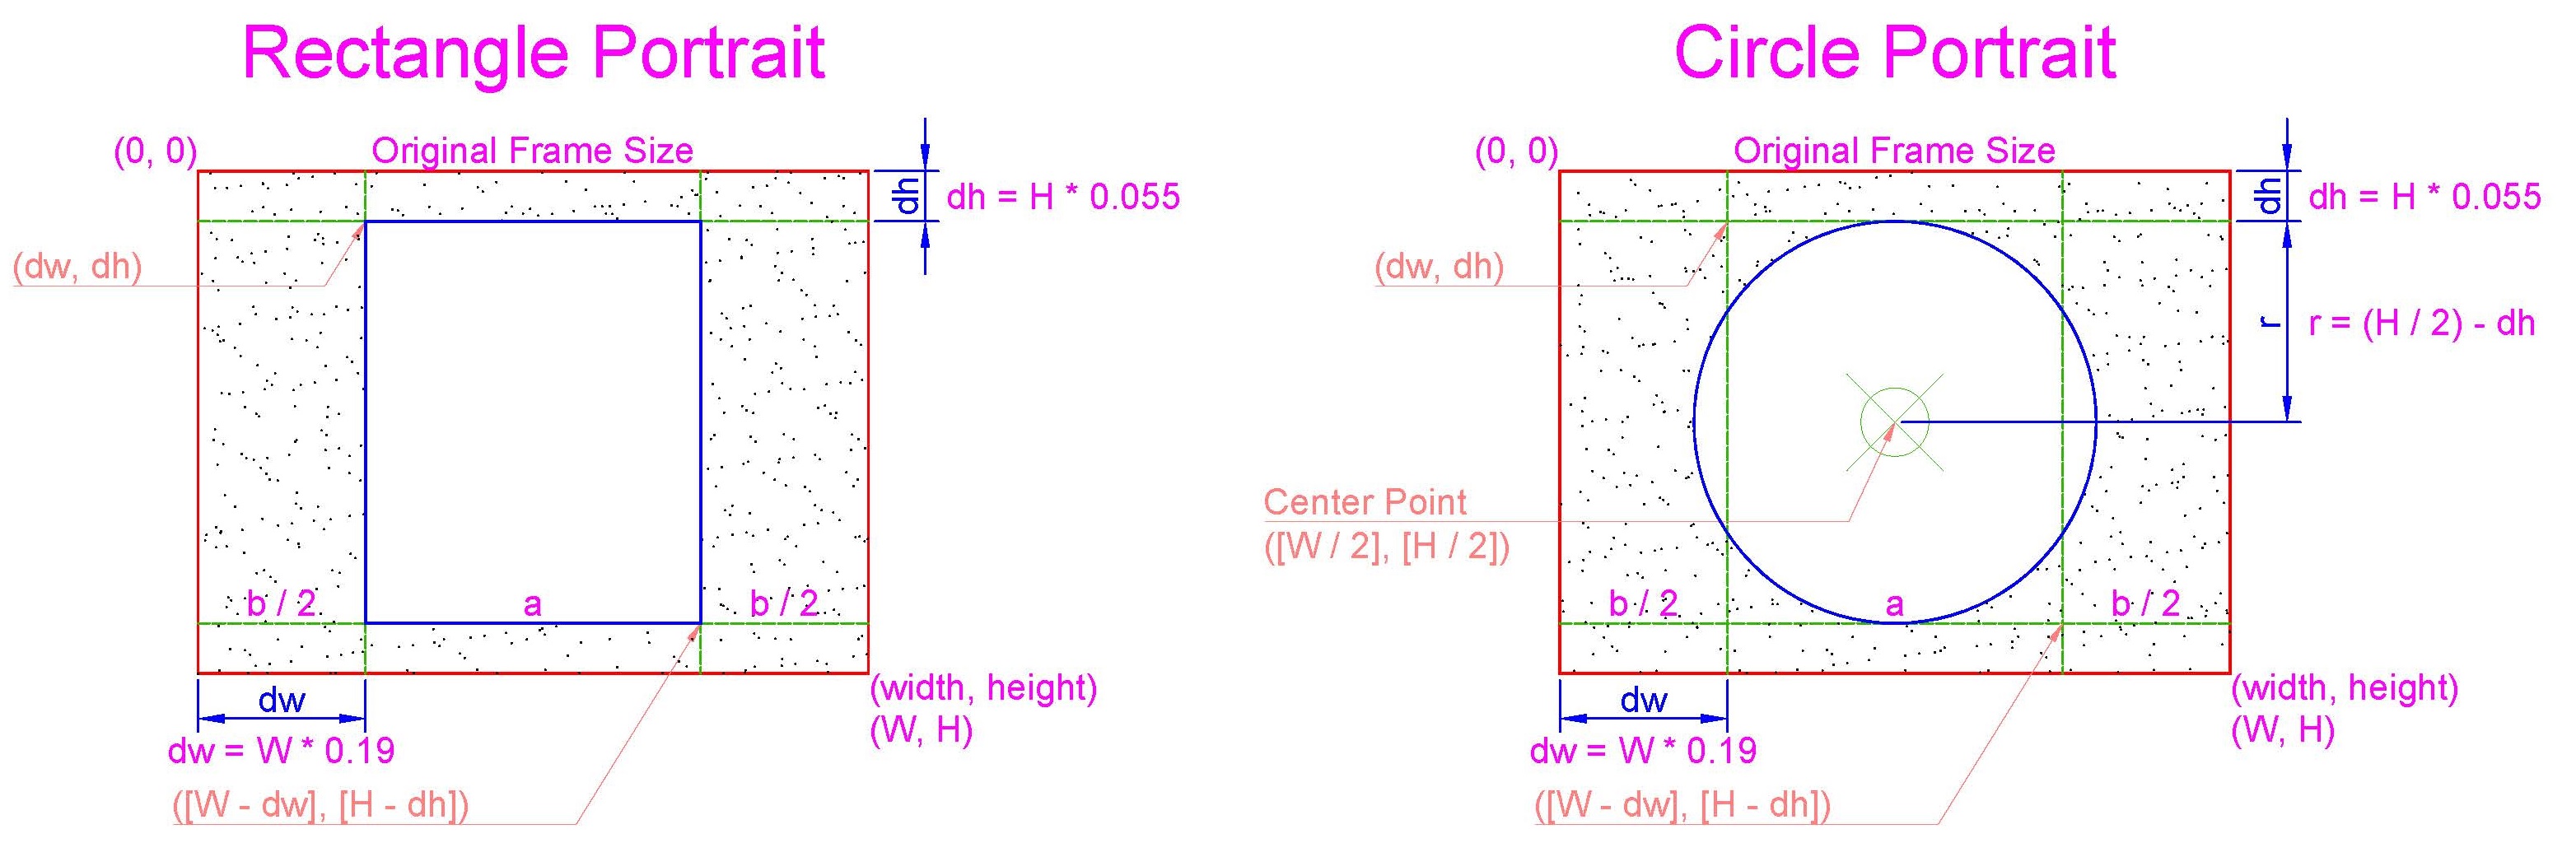 Rectangle Portrait
(0, 0)
Original Frame Size
dh
dh = H * 0.055
(dw, dh)
b / 2
a
b / 2
dw
(width, height)
(W, H)
dw = W * 0.19
([W - dw], [H - dh])
Circle Portrait
(0, 0)
Original Frame Size
dh
dh = H * 0.055
(dw, dh)
r
r = (H / 2) - dh
Center Point
([W / 2], [H / 2])
b / 2
a
b / 2
dw
(width, height)
(W, H)
dw = W * 0.19
([W - dw], [H - dh])